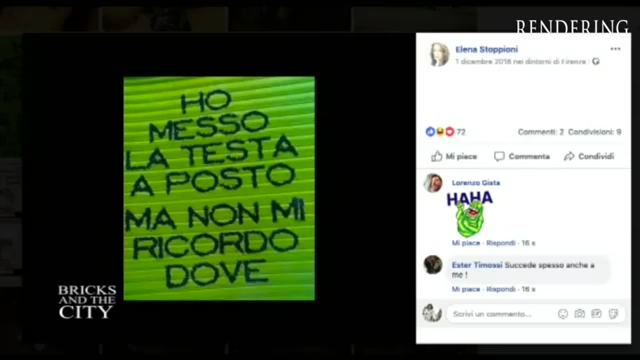 RENDERING
HO
MESSO
LA TESTA
A POSTO
MA NON MI
RICORDO
DOVE
BRICKS
AND THE
CITY
Elena Stoppioni
1 dicembre 2018 nei dintorni di Firenze
72
Commenti: 2 Condivisioni: 9
Mi piace Commenta Condividi
Lorenzo Gista
HAHA
Mi piace · Rispondi · 16 s
Ester Timossi Succede spesso anche a
me !
Mi piace · Rispondi · 16 s
Scrivi un commento...